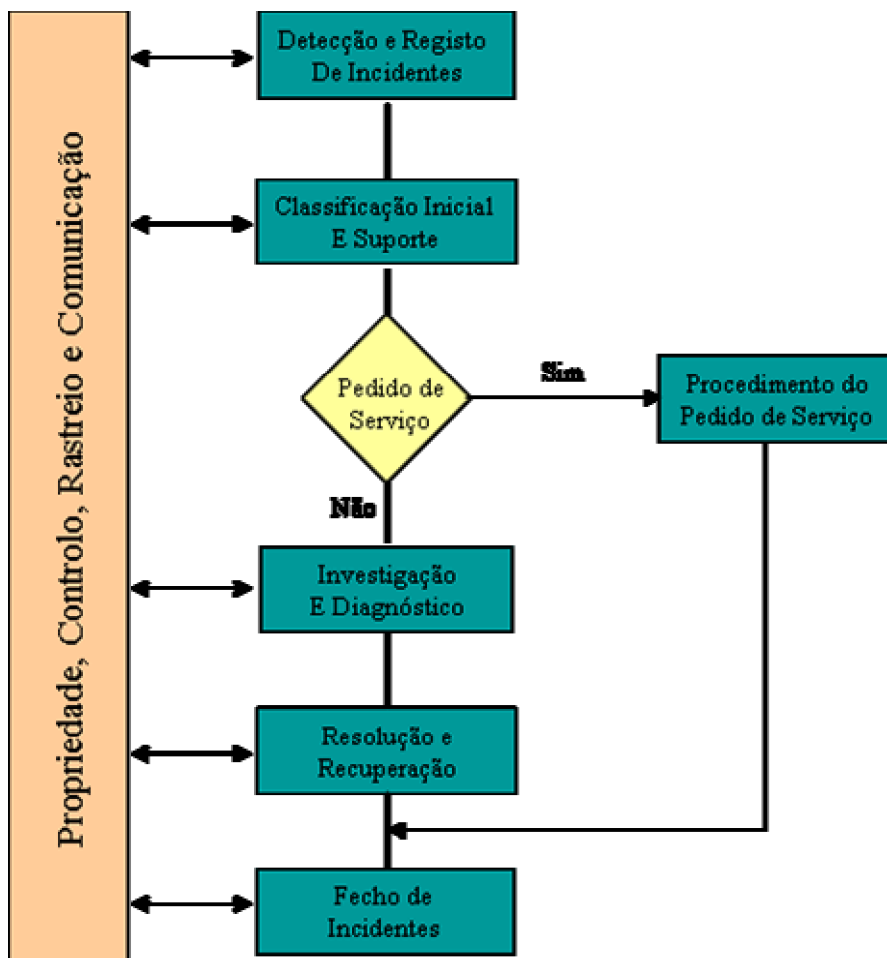 Propriedade, Controlo, Rastreio e Comunicação
Detecção e Registo
De Incidentes
Classificação Inicial
E Suporte
Pedido de
Serviço
Sim
Procedimento do
Pedido de Serviço
Não
Investigação
E Diagnóstico
Resolução e
Recuperação
Fecho de
Incidentes